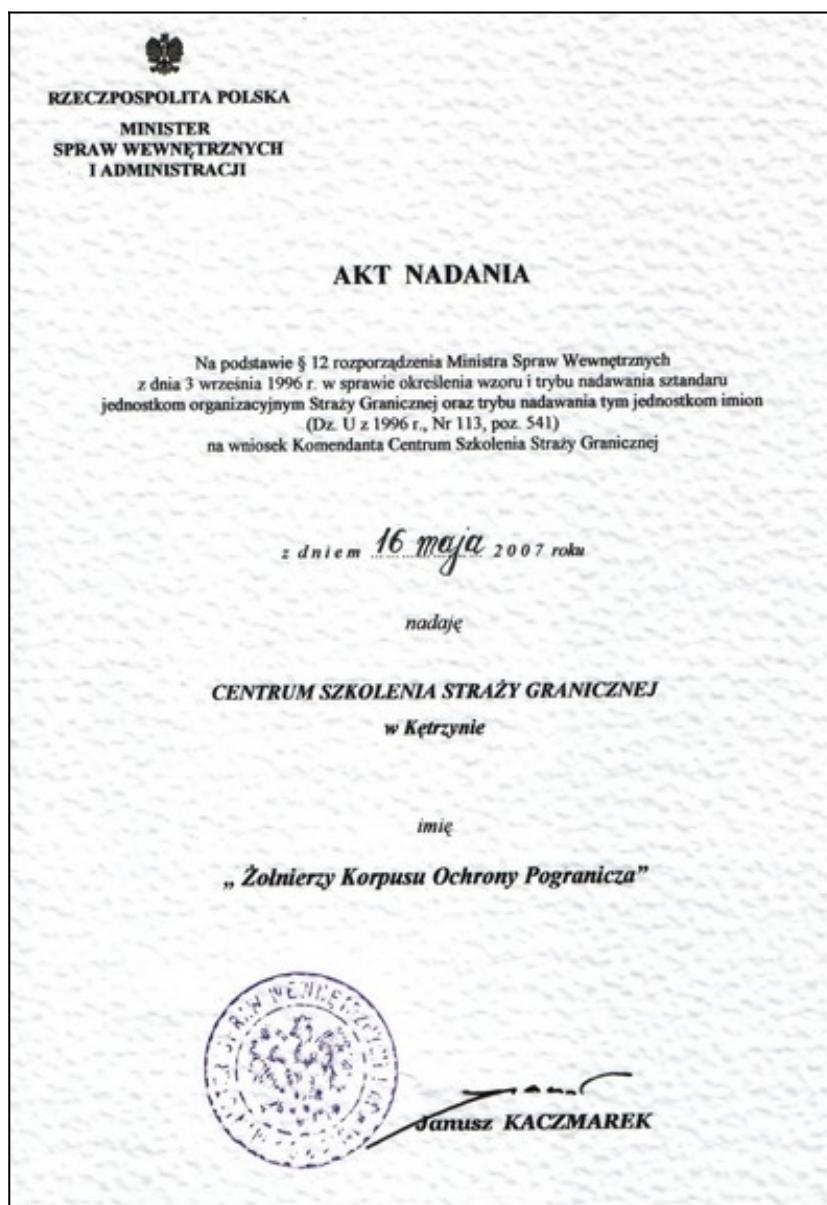 RZECZPOSPOLITA POLSKA
MINISTER
SPRAW WEWNĘTRZNYCH
I ADMINISTRACJI
AKT NADANIA
Na podstawie § 12 rozporządzenia Ministra Spraw Wewnętrznych
z dnia 3 września 1996 r. w sprawie określenia wzoru i trybu nadawania sztandaru
jednostkom organizacyjnym Straży Granicznej oraz trybu nadawania tym jednostkom imion
(Dz. U z 1996 r., Nr 113, poz. 541)
na wniosek Komendanta Centrum Szkolenia Straży Granicznej
z dniem 16 maja 2007 roku
nadaję
CENTRUM SZKOLENIA STRAŻY GRANICZNEJ
w Kętrzynie
imię
„ Żołnierzy Korpusu Ochrony Pogranicza”
Janusz KACZMAREK